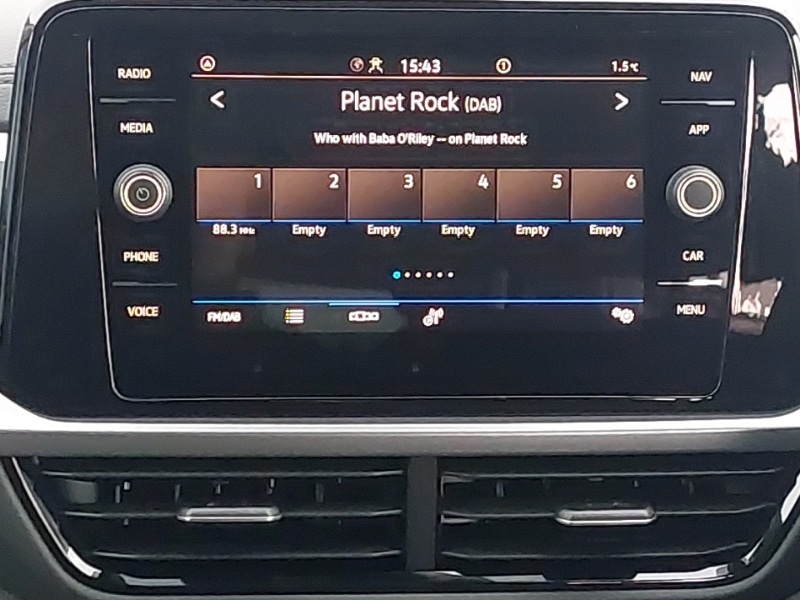 RADIO
MEDIA
PHONE
VOICE
15:43
1
1.5°C
< Planet Rock (DAB) >
Who with Baba O'Riley — on Planet Rock
1 2 3 4 5 6
88.3 MHz Empty Empty Empty Empty Empty
FM/DAB
NAV
APP
CAR
MENU